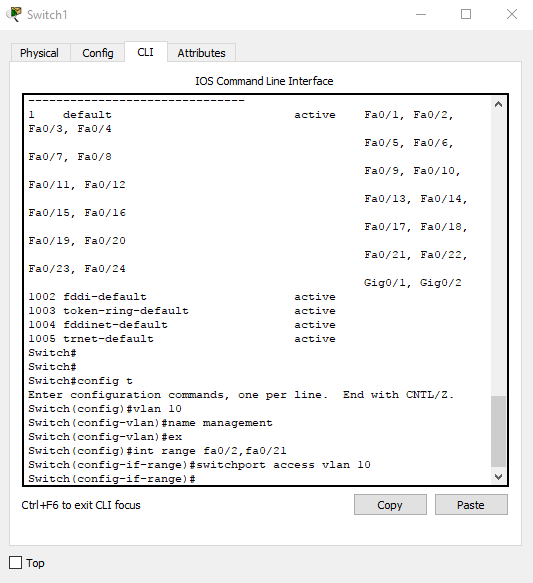 Switch1
Physical Config CLI Attributes
IOS Command Line Interface
-------------------------------
1    default                          active    Fa0/1, Fa0/2,
Fa0/3, Fa0/4
                                                Fa0/5, Fa0/6,
Fa0/7, Fa0/8
                                                Fa0/9, Fa0/10,
Fa0/11, Fa0/12
                                                Fa0/13, Fa0/14,
Fa0/15, Fa0/16
                                                Fa0/17, Fa0/18,
Fa0/19, Fa0/20
                                                Fa0/21, Fa0/22,
Fa0/23, Fa0/24
                                                Gig0/1, Gig0/2
1002 fddi-default                     active
1003 token-ring-default               active
1004 fddinet-default                  active
1005 trnet-default                    active
Switch#
Switch#
Switch#config t
Enter configuration commands, one per line.  End with CNTL/Z.
Switch(config)#vlan 10
Switch(config-vlan)#name management
Switch(config-vlan)#ex
Switch(config)#int range fa0/2,fa0/21
Switch(config-if-range)#switchport access vlan 10
Switch(config-if-range)#
Ctrl+F6 to exit CLI focus
Copy Paste
Top